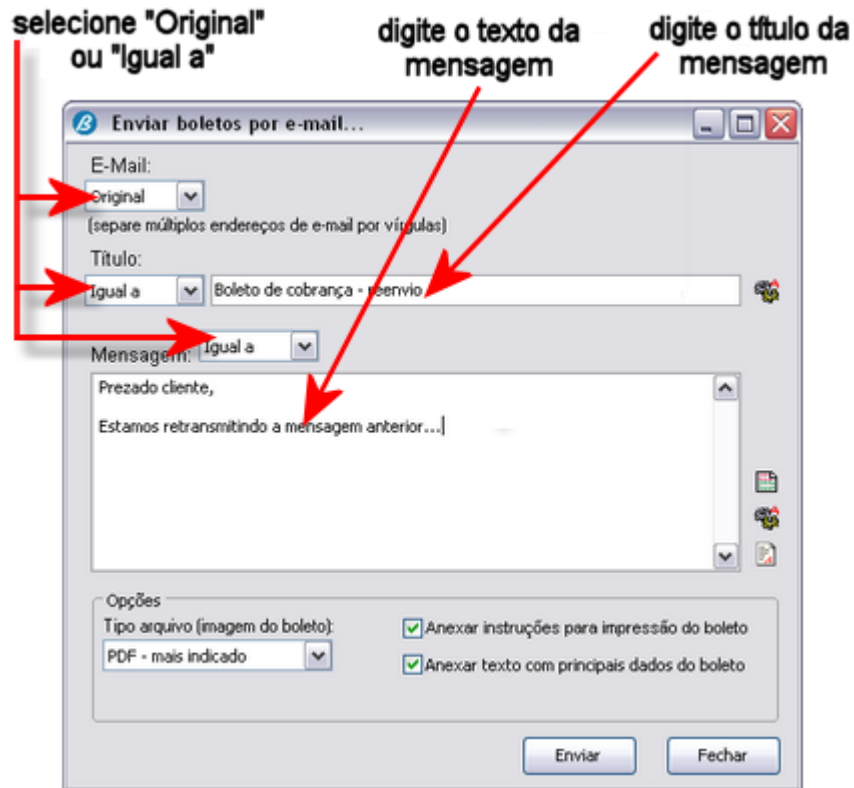 selecione "Original"
ou "Igual a"
digite o texto da
mensagem
digite o título da
mensagem
Enviar boletos por e-mail...
E-Mail:
Original
(separe múltiplos endereços de e-mail por vírgulas)
Título:
Igual a
Boleto de cobrança - reenvio
Mensagem:
Igual a
Prezado cliente,
Estamos retransmitindo a mensagem anterior...
Opções
Tipo arquivo (imagem do boleto):
PDF - mais indicado
Anexar instruções para impressão do boleto
Anexar texto com principais dados do boleto
Enviar
Fechar